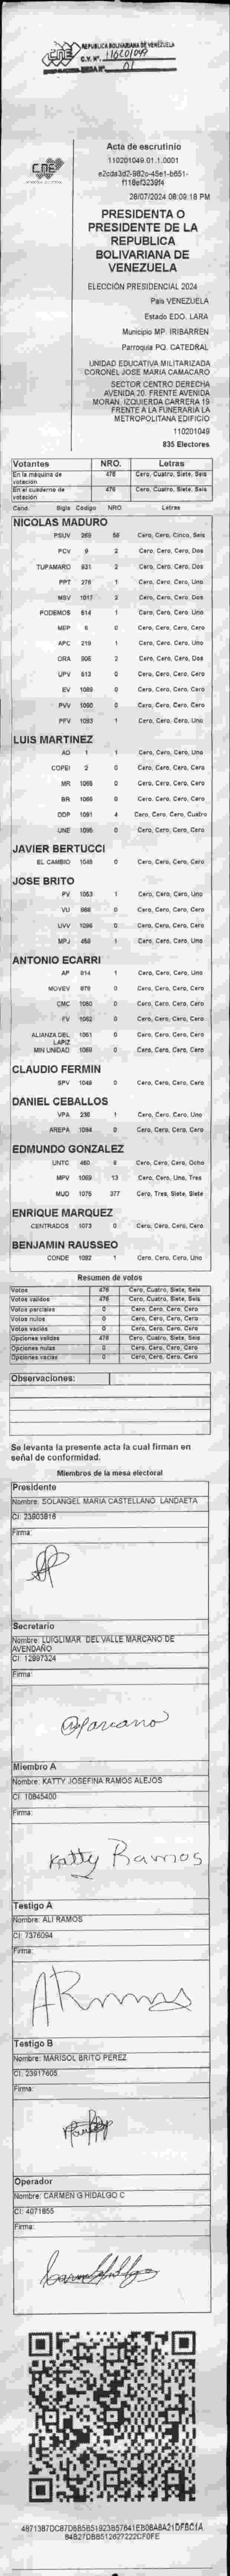 CNE
REPUBLICA BOLIVARIANA DE VENEZUELA
C.V. Nº. 110201049
MESA Nº. 01
CNE
Acta de escrutinio
110201049.01.1.0001
26/07/2024 08:09:18 PM
PRESIDENTA O
PRESIDENTE DE LA
REPUBLICA
BOLIVARIANA DE
VENEZUELA
ELECCIÓN PRESIDENCIAL 2024
País VENEZUELA
Estado EDO. LARA
Municipio MP. IRIBARREN
Parroquia PQ. CATEDRAL
UNIDAD EDUCATIVA MILITARIZADA
CORONEL JOSE MARIA CAMACARO
SECTOR CENTRO DERECHA
AVENIDA 20. FRENTE AVENIDA
MORAN. IZQUIERDA CARRERA 19
FRENTE A LA FUNERARIA LA
METROPOLITANA EDIFICIO
110201049
835 Electores
Votantes NRO. Letras
En la máquina de votación 476 Cero, Cuatro, Siete, Seis
En el cuaderno de votación 476 Cero, Cuatro, Siete, Seis
Cand. Sigla Codigo NRO. Letras
NICOLAS MADURO
PSUV 269 56 Cero, Cero, Cinco, Seis
PCV 9 2 Cero, Cero, Cero, Dos
TUPAMARO 931 2 Cero, Cero, Cero, Dos
PPT 276 1 Cero, Cero, Cero, Uno
MSV 1017 2 Cero, Cero, Cero, Dos
PODEMOS 514 1 Cero, Cero, Cero, Uno
MEP 6 0 Cero, Cero, Cero, Cero
APC 219 1 Cero, Cero, Cero, Uno
ORA 906 2 Cero, Cero, Cero, Dos
UPV 613 0 Cero, Cero, Cero, Cero
EV 1089 0 Cero, Cero, Cero, Cero
PVV 1090 0 Cero, Cero, Cero, Cero
PFV 1093 1 Cero, Cero, Cero, Uno
LUIS MARTINEZ
AD 1 1 Cero, Cero, Cero, Uno
COPEI 2 0 Cero, Cero, Cero, Cero
MR 1065 0 Cero, Cero, Cero, Cero
BR 1066 0 Cero, Cero, Cero, Cero
DDP 1091 4 Cero, Cero, Cero, Cuatro
UNE 1095 0 Cero, Cero, Cero, Cero
JAVIER BERTUCCI
EL CAMBIO 1048 0 Cero, Cero, Cero, Cero
JOSE BRITO
PV 1053 1 Cero, Cero, Cero, Uno
VU 868 0 Cero, Cero, Cero, Cero
UVV 1096 0 Cero, Cero, Cero, Cero
MPJ 458 1 Cero, Cero, Cero, Uno
ANTONIO ECARRI
AP 814 1 Cero, Cero, Cero, Uno
MOVEV 879 0 Cero, Cero, Cero, Cero
CMC 1080 0 Cero, Cero, Cero, Cero
FV 1062 0 Cero, Cero, Cero, Cero
ALIANZA DEL LAPIZ 1061 0 Cero, Cero, Cero, Cero
MIN UNIDAD 1069 0 Cero, Cero, Cero, Cero
CLAUDIO FERMIN
SPV 1049 0 Cero, Cero, Cero, Cero
DANIEL CEBALLOS
VPA 236 1 Cero, Cero, Cero, Uno
AREPA 1094 0 Cero, Cero, Cero, Cero
EDMUNDO GONZALEZ
UNTC 460 8 Cero, Cero, Cero, Ocho
MPV 1069 13 Cero, Cero, Uno, Tres
MUD 1075 377 Cero, Tres, Siete, Siete
ENRIQUE MARQUEZ
CENTRADOS 1073 0 Cero, Cero, Cero, Cero
BENJAMIN RAUSSEO
CONDE 1092 1 Cero, Cero, Cero, Uno
Resumen de votos
Votos 476 Cero, Cuatro, Siete, Seis
Votos validos 476 Cero, Cuatro, Siete, Seis
Votos parciales 0 Cero, Cero, Cero, Cero
Votos nulos 0 Cero, Cero, Cero, Cero
Votos vacios 0 Cero, Cero, Cero, Cero
Opciones validas 476 Cero, Cuatro, Siete, Seis
Opciones nulas 0 Cero, Cero, Cero, Cero
Opciones vacias 0 Cero, Cero, Cero, Cero
Observaciones:
Se levanta la presente acta la cual firman en
señal de conformidad.
Miembros de la mesa electoral
Presidente
Nombre: SOLANGEL MARIA CASTELLANO LANDAETA
CI: 23903816
Firma:
Secretario
Nombre: LUIGLIMAR DEL VALLE MARCANO DE
AVENDAÑO
CI: 12897324
Firma:
Miembro A
Nombre: KATTY JOSEFINA RAMOS ALEJOS
CI: 10845400
Firma:
Katty Ramos
Testigo A
Nombre: ALI RAMOS
CI: 7376094
Firma:
ARamos
Testigo B
Nombre: MARISOL BRITO PEREZ
CI: 23917605
Firma:
Operador
Nombre: CARMEN G HIDALGO C
CI: 4071855
Firma: